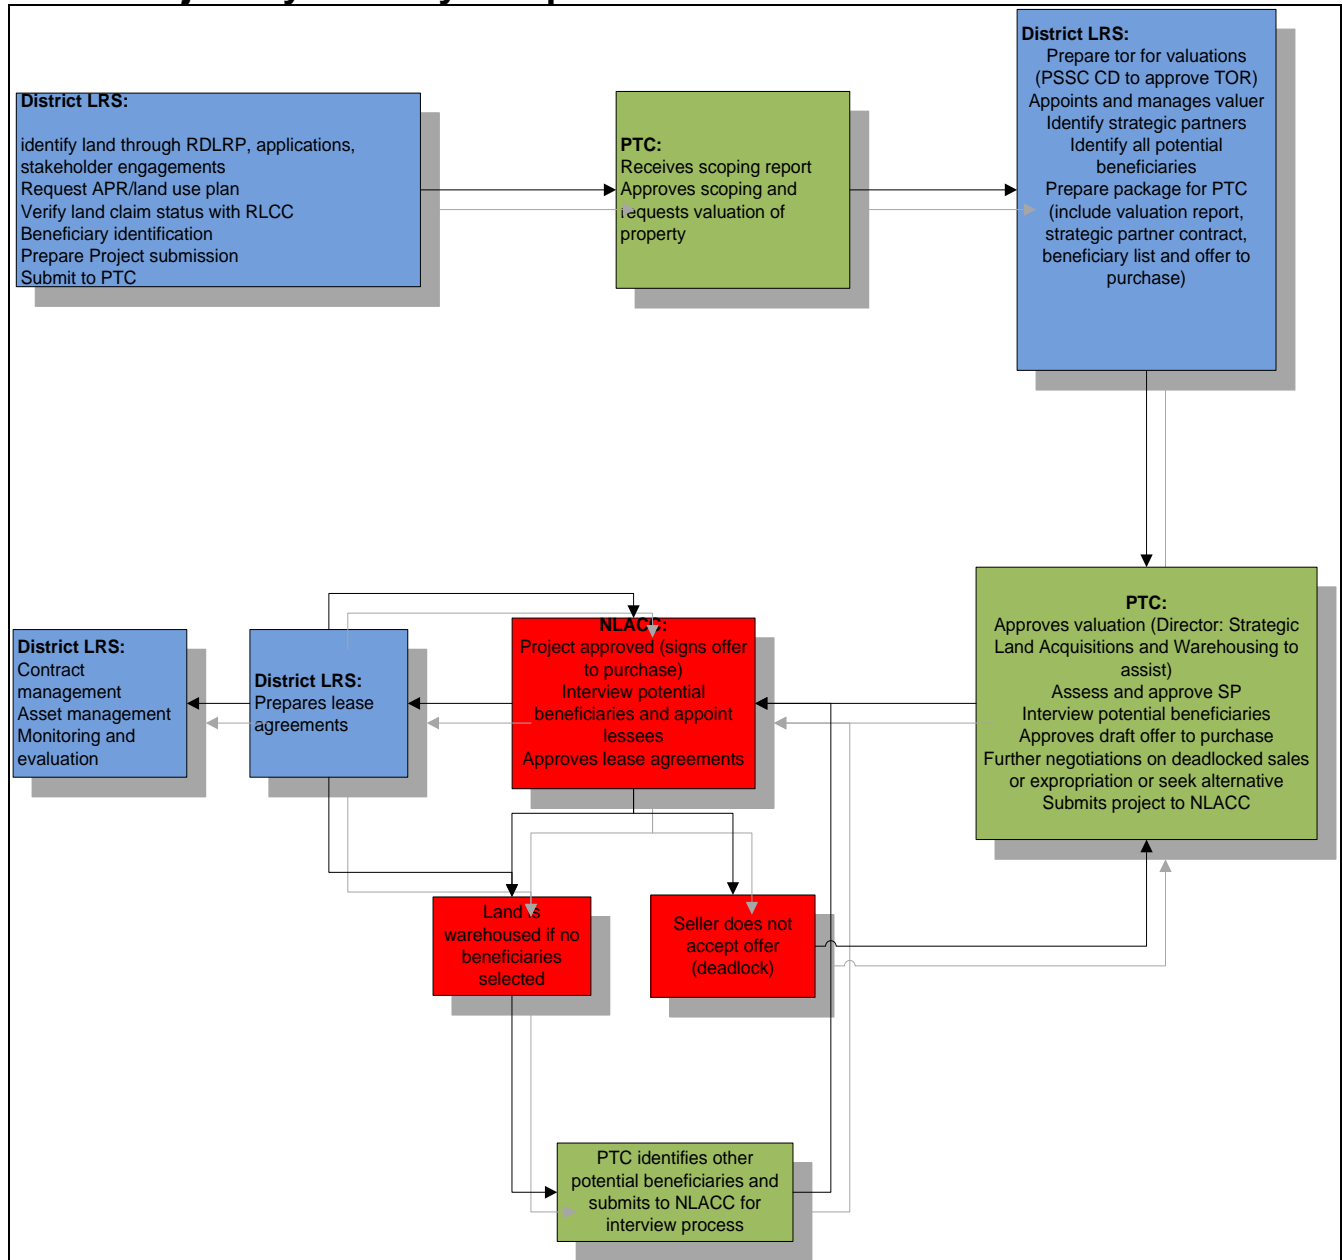 District LRS:
identify land through RDLRP, applications,
stakeholder engagements
Request APR/land use plan
Verify land claim status with RLCC
Beneficiary identification
Prepare Project submission
Submit to PTC
PTC:
Receives scoping report
Approves scoping and
requests valuation of
property
District LRS:
Prepare tor for valuations
(PSSC CD to approve TOR)
Appoints and manages valuer
Identify strategic partners
Identify all potential
beneficiaries
Prepare package for PTC
(include valuation report,
strategic partner contract,
beneficiary list and offer to
purchase)
District LRS:
Contract
management
Asset management
Monitoring and
evaluation
District LRS:
Prepares lease
agreements
NLACC:
Project approved (signs offer
to purchase)
Interview potential
beneficiaries and appoint
lessees
Approves lease agreements
PTC:
Approves valuation (Director: Strategic
Land Acquisitions and Warehousing to
assist)
Assess and approve SP
Interview potential beneficiaries
Approves draft offer to purchase
Further negotiations on deadlocked sales
or expropriation or seek alternative
Submits project to NLACC
Land is
warehoused if no
beneficiaries
selected
Seller does not
accept offer
(deadlock)
PTC identifies other
potential beneficiaries and
submits to NLACC for
interview process